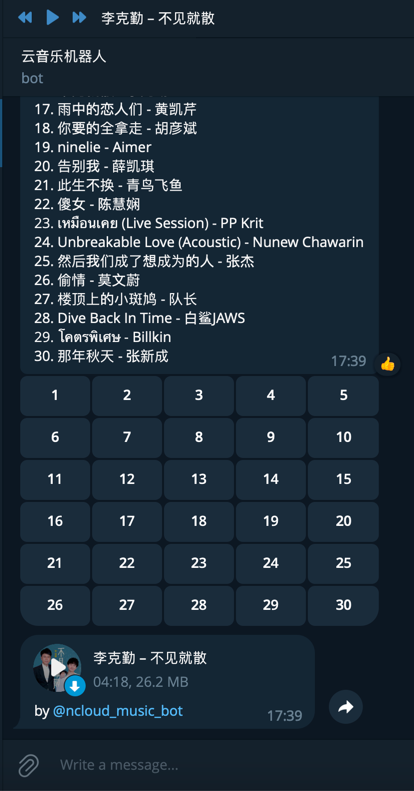 李克勤 – 不见就散
云音乐机器人
bot
17. 雨中的恋人们 - 黄凯芹
18. 你要的全拿走 - 胡彦斌
19. ninelie - Aimer
20. 告别我 - 薛凯琪
21. 此生不换 - 青鸟飞鱼
22. 傻女 - 陈慧娴
23. เหมือนเคย (Live Session) - PP Krit
24. Unbreakable Love (Acoustic) - Nunew Chawarin
25. 然后我们成了想成为的人 - 张杰
26. 偷情 - 莫文蔚
27. 楼顶上的小斑鸠 - 队长
28. Dive Back In Time - 白鲨JAWS
29. โคตรพิเศษ - Billkin
30. 那年秋天 - 张新成
17:39
1 2 3 4 5
6 7 8 9 10
11 12 13 14 15
16 17 18 19 20
21 22 23 24 25
26 27 28 29 30
李克勤 – 不见就散
04:18, 26.2 MB
by @ncloud_music_bot
17:39
Write a message...